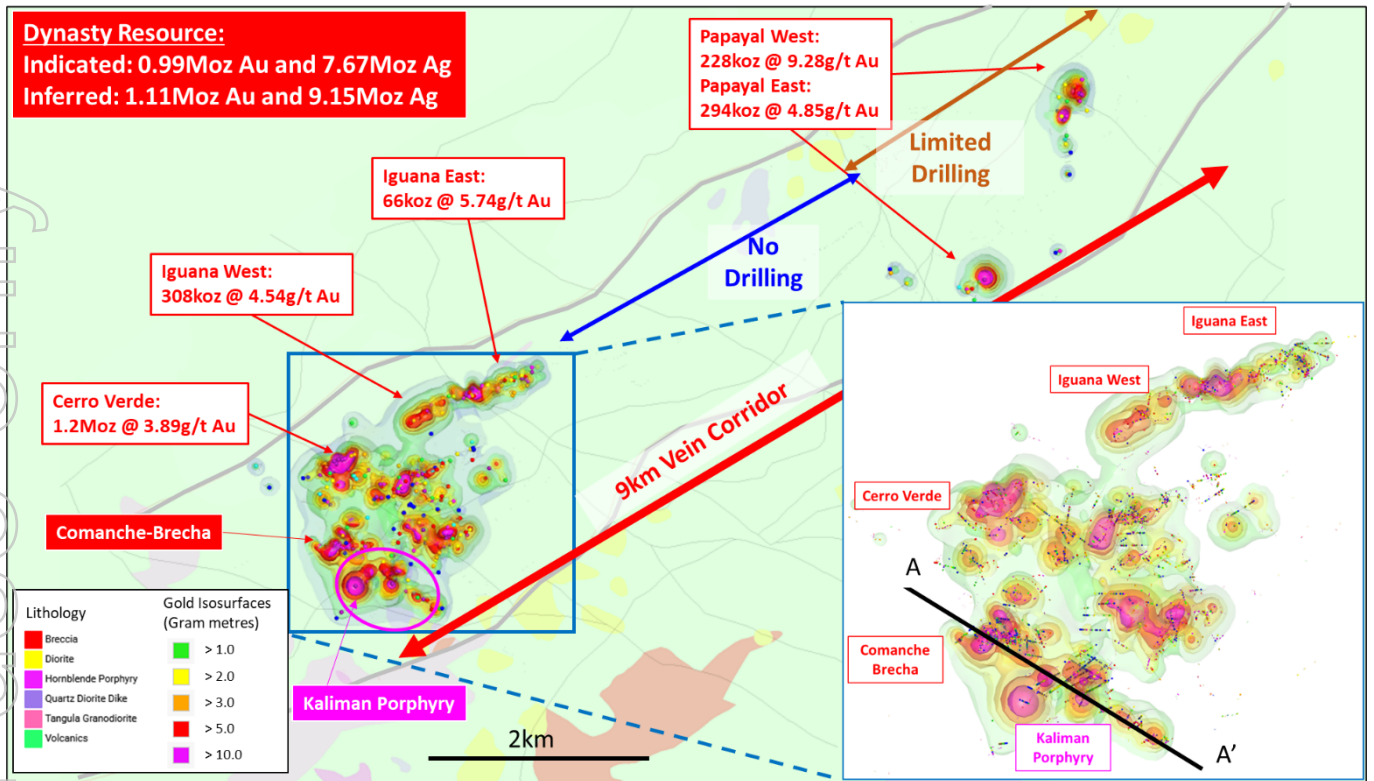 Dynasty Resource:
Indicated: 0.99Moz Au and 7.67Moz Ag
Inferred: 1.11Moz Au and 9.15Moz Ag
Papayal West:
228koz @ 9.28g/t Au
Papayal East:
294koz @ 4.85g/t Au
Limited
Drilling
Iguana East:
66koz @ 5.74g/t Au
No
Drilling
Iguana West:
308koz @ 4.54g/t Au
Cerro Verde:
1.2Moz @ 3.89g/t Au
9km Vein Corridor
Comanche-Brecha
Kaliman Porphyry
2km
Lithology
Breccia
Diorite
Hornblende Porphyry
Quartz Diorite Dike
Tangula Granodiorite
Volcanics
Gold Isosurfaces
(Gram metres)
> 1.0
> 2.0
> 3.0
> 5.0
> 10.0
Iguana East
Iguana West
Cerro Verde
A
Comanche
Brecha
Kaliman
Porphyry
A'